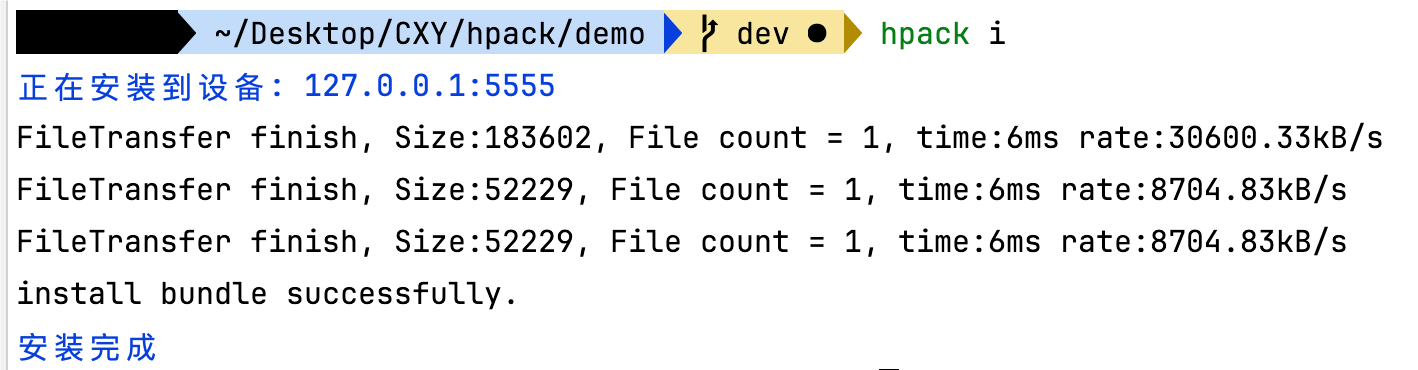 ~/Desktop/CXY/hpack/demo dev ● hpack i
正在安装到设备: 127.0.0.1:5555
FileTransfer finish, Size:183602, File count = 1, time:6ms rate:30600.33kB/s
FileTransfer finish, Size:52229, File count = 1, time:6ms rate:8704.83kB/s
FileTransfer finish, Size:52229, File count = 1, time:6ms rate:8704.83kB/s
install bundle successfully.
安装完成